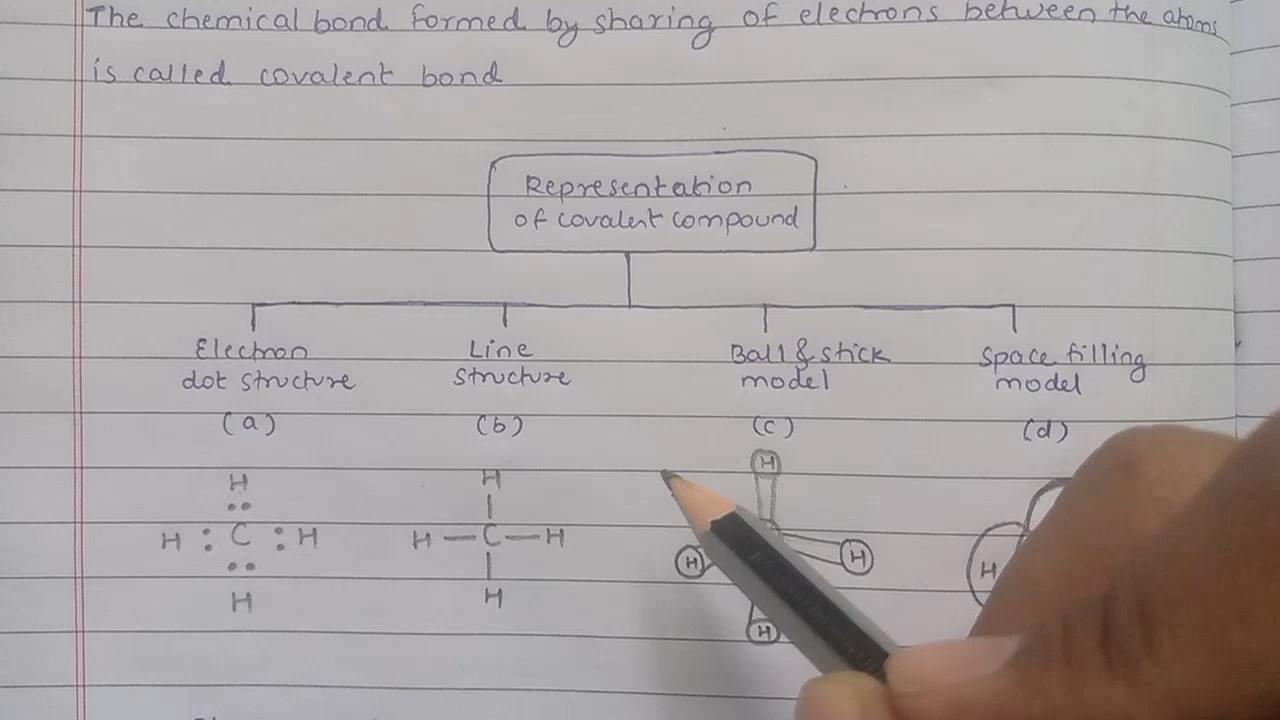 The chemical bond formed by sharing of electrons between the atoms
is called covalent bond
Representation
of covalent compound
Electron
dot structure
(a)
Line
structure
(b)
Ball & stick
model
(c)
Space filling
model
(d)
H
H : C : H
H
H
H — C — H
H
H
H
H
H
H